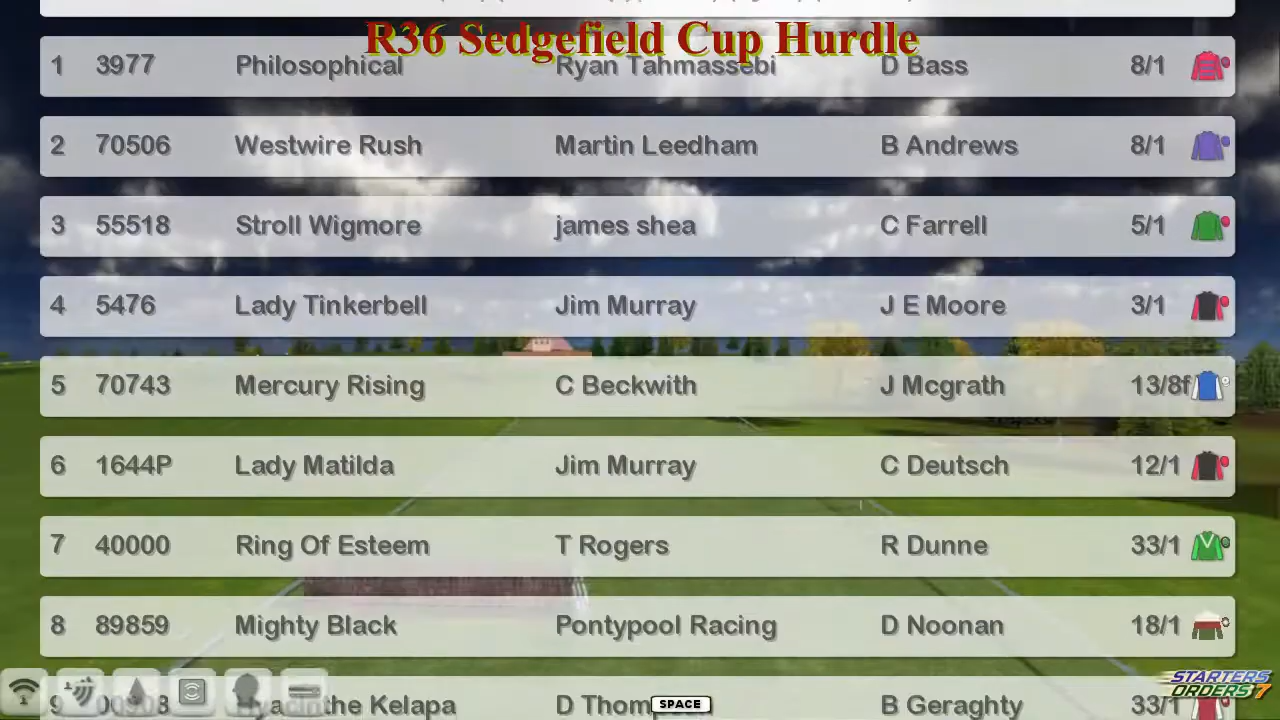 R36 Sedgefield Cup Hurdle
1 3977 Philosophical Ryan Tahmassebi D Bass 8/1
2 70506 Westwire Rush Martin Leedham B Andrews 8/1
3 55518 Stroll Wigmore james shea C Farrell 5/1
4 5476 Lady Tinkerbell Jim Murray J E Moore 3/1
5 70743 Mercury Rising C Beckwith J Mcgrath 13/8f
6 1644P Lady Matilda Jim Murray C Deutsch 12/1
7 40000 Ring Of Esteem T Rogers R Dunne 33/1
8 89859 Mighty Black Pontypool Racing D Noonan 18/1
9 the Kelapa D B Geraghty 33/1
SPACE
STARTERS ORDERS 7